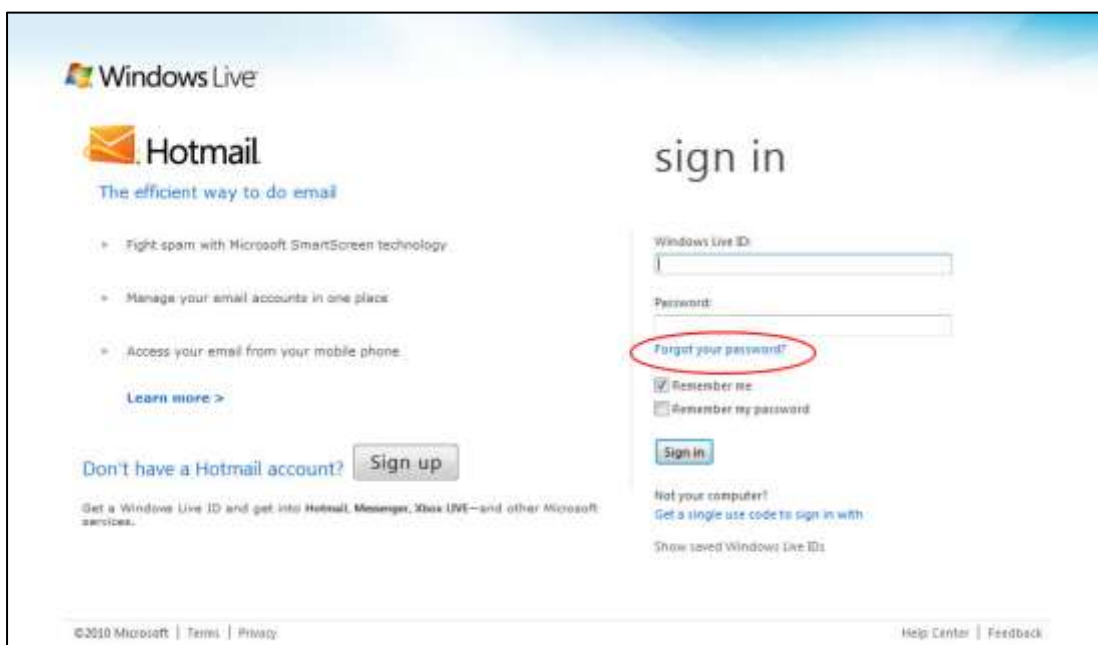 Windows Live
Hotmail
The efficient way to do email
Fight spam with Microsoft SmartScreen technology
Manage your email accounts in one place
Access your email from your mobile phone
Learn more >
Don't have a Hotmail account? Sign up
Get a Windows Live ID and get into Hotmail, Messenger, Xbox LIVE—and other Microsoft
services.
sign in
Windows Live ID:
Password:
Forgot your password?
Remember me
Remember my password
Sign in
Not your computer?
Get a single use code to sign in with
Show saved Windows Live IDs
©2010 Microsoft | Terms | Privacy
Help Center | Feedback